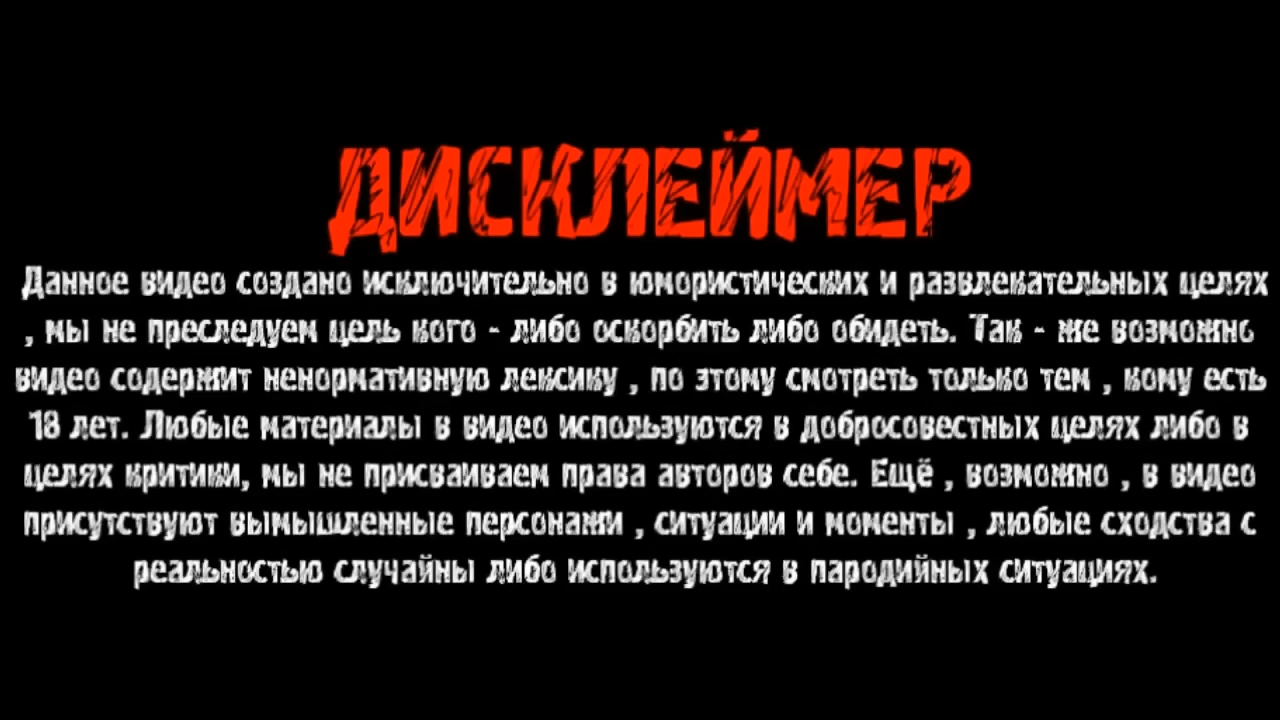 ДИСКЛЕЙМЕР
Данное видео создано исключительно в юмористических и развлекательных целях
, мы не преследуем цель кого - либо оскорбить либо обидеть. Так - же возможно
видео содержит ненормативную лексику , по этому смотреть только тем , кому есть
18 лет. Любые материалы в видео используются в добросовестных целях либо в
целях критики, мы не присваиваем права авторов себе. Ещё , возможно , в видео
присутствуют вымышленные персонажи , ситуации и моменты , любые сходства с
реальностью случайны либо используются в пародийных ситуациях.